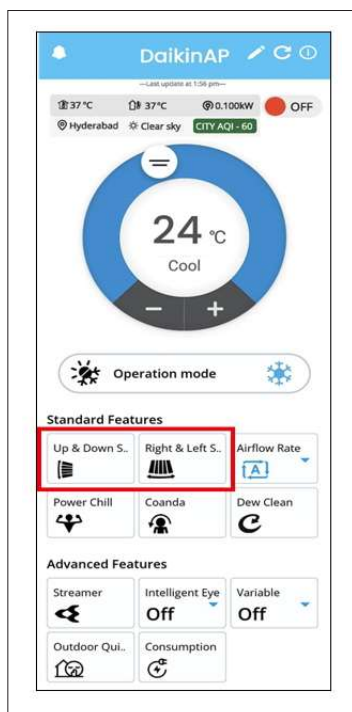 DaikinAP
—Last update at 1:56 pm—
37 °C 37 °C 0.100kW OFF
Hyderabad Clear sky CITY AQI - 60
24 °C
Cool
− +
Operation mode
Standard Features
Up & Down S.. Right & Left S.. Airflow Rate
A
Power Chill Coanda Dew Clean
Advanced Features
Streamer Intelligent Eye Variable
Off Off
Outdoor Qui.. Consumption